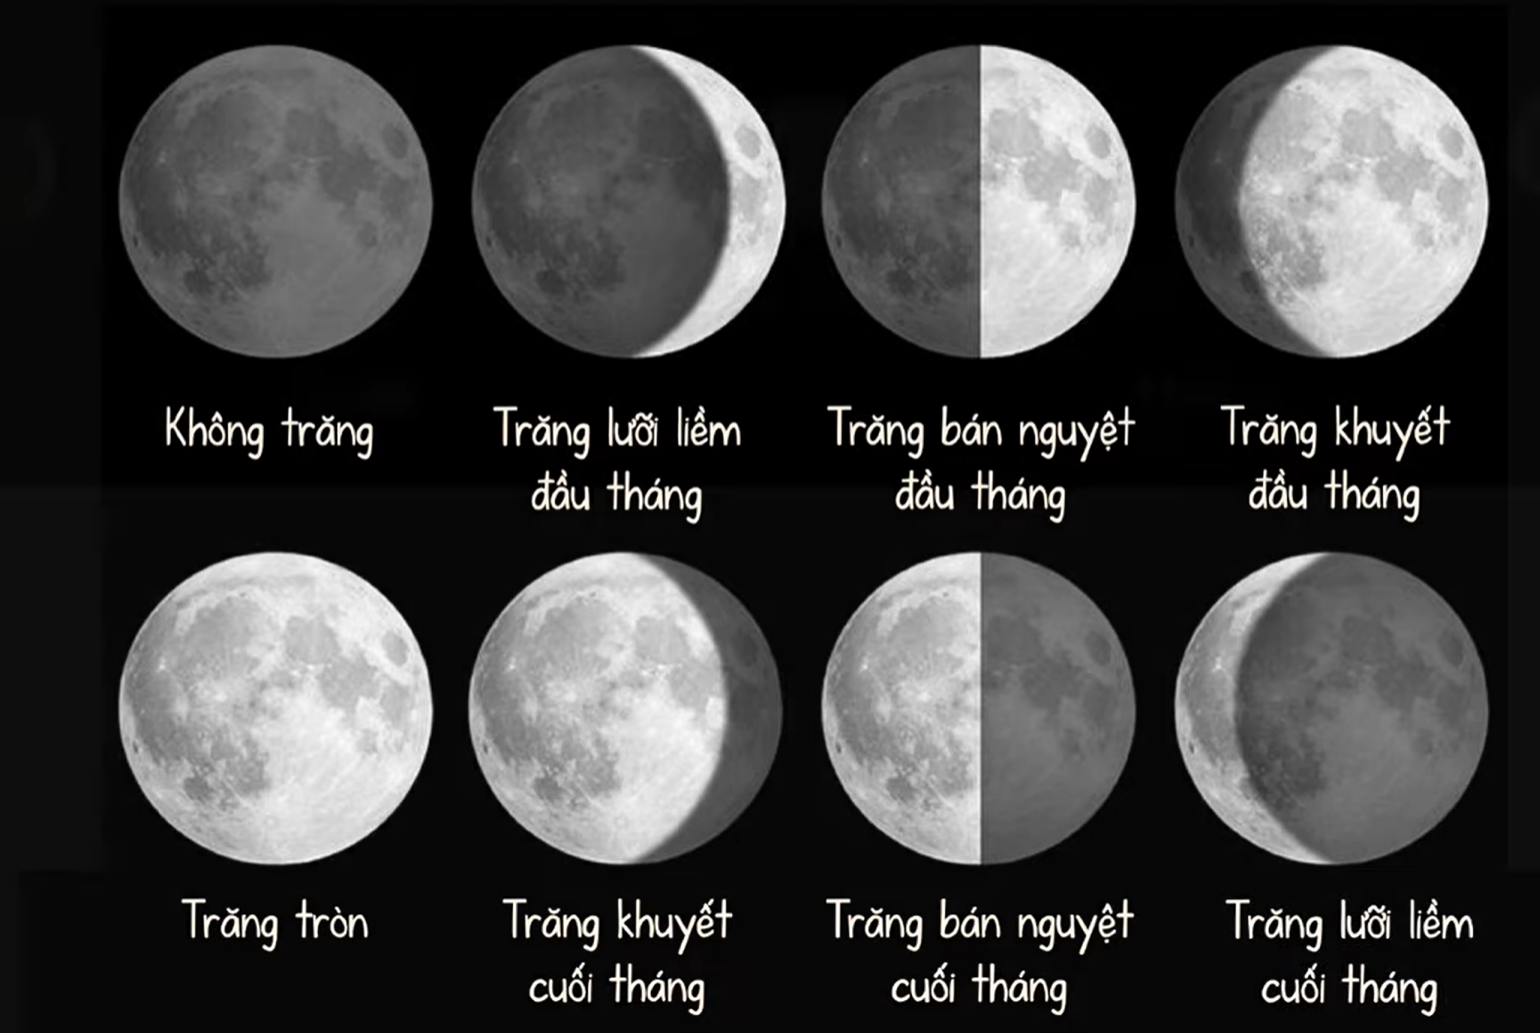 Không trăng
Trăng lưỡi liềm
đầu tháng
Trăng bán nguyệt
đầu tháng
Trăng khuyết
đầu tháng
Trăng tròn
Trăng khuyết
cuối tháng
Trăng bán nguyệt
cuối tháng
Trăng lưỡi liềm
cuối tháng